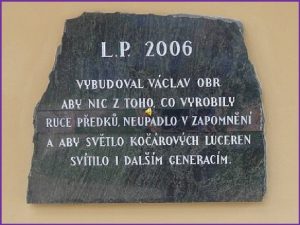 L.P. 2006
VYBUDOVAL VÁCLAV OBR
ABY NIC Z TOHO, CO VYROBILY
RUCE PŘEDKŮ, NEUPADLO V ZAPOMNĚNÍ
A ABY SVĚTLO KOČÁROVÝCH LUCEREN
SVÍTILO I DALŠÍM GENERACÍM.